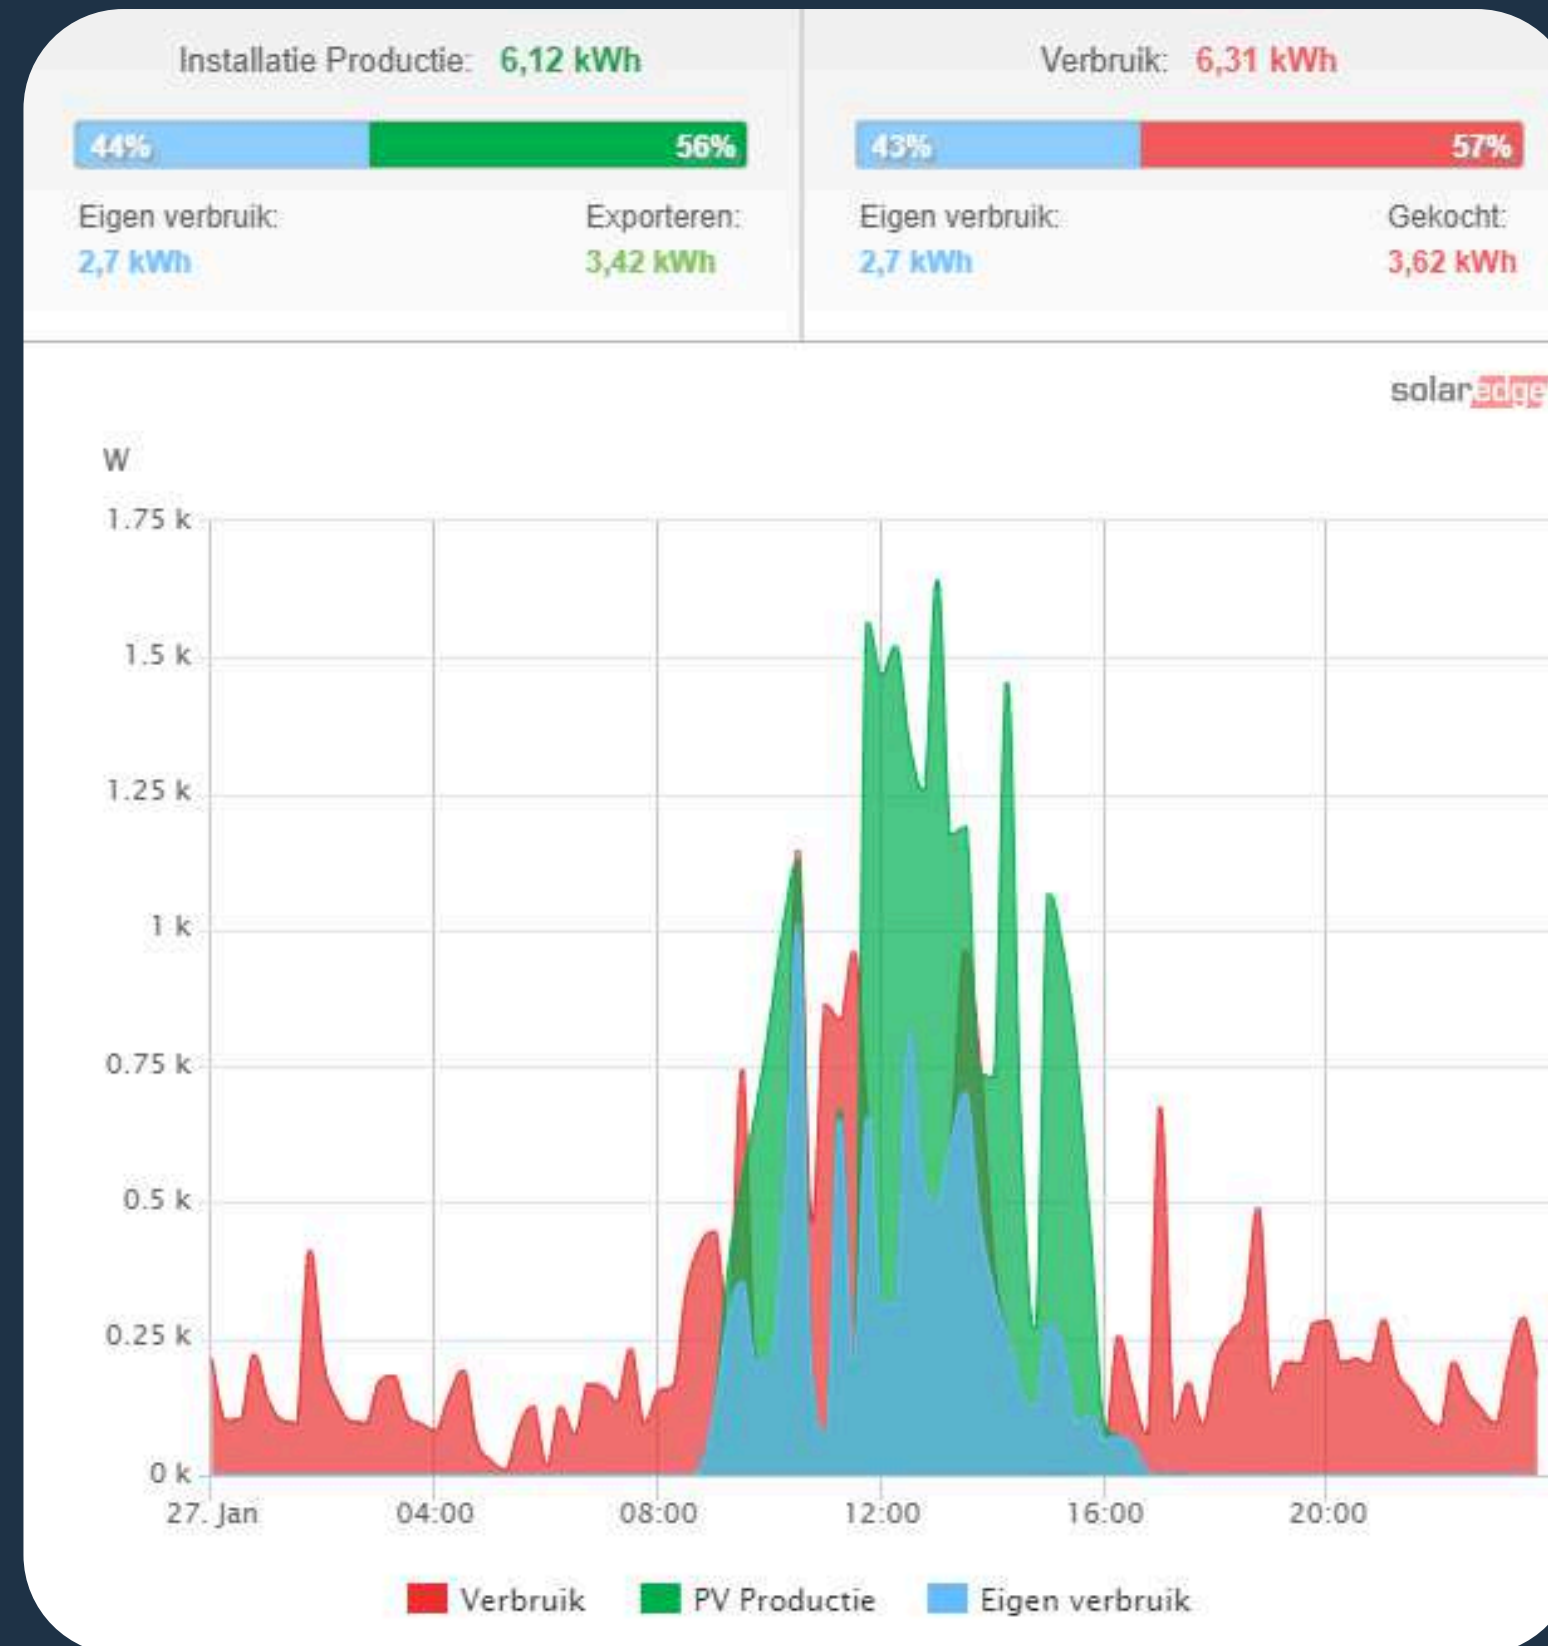 Installatie Productie: 6,12 kWh
44% 56%
Eigen verbruik: Exporteren:
2,7 kWh 3,42 kWh
Verbruik: 6,31 kWh
43% 57%
Eigen verbruik: Gekocht:
2,7 kWh 3,62 kWh
solaredge
W
1.75 k
1.5 k
1.25 k
1 k
0.75 k
0.5 k
0.25 k
0 k
27. Jan 04:00 08:00 12:00 16:00 20:00
Verbruik PV Productie Eigen verbruik